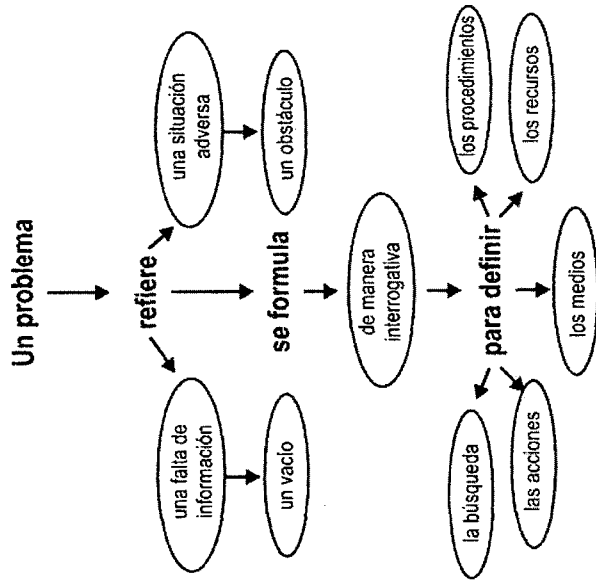 Un problema
refiere
una falta de
información
una situación
adversa
un vacio
un obstáculo
se formula
de manera
interrogativa
para definir
la búsqueda
los procedimientos
las acciones
los medios
los recursos